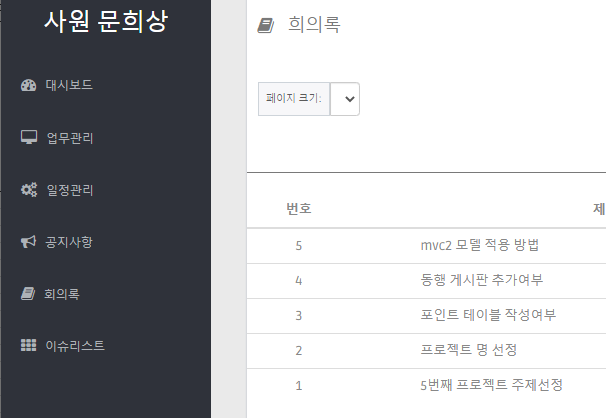 사원 문희상
대시보드
업무관리
일정관리
공지사항
회의록
이슈리스트
희의록
페이지 크기:
번호 제
5 mvc2 모델 적용 방법
4 동행 게시판 추가여부
3 포인트 테이블 작성여부
2 프로젝트 명 선정
1 5번째 프로젝트 주제선정